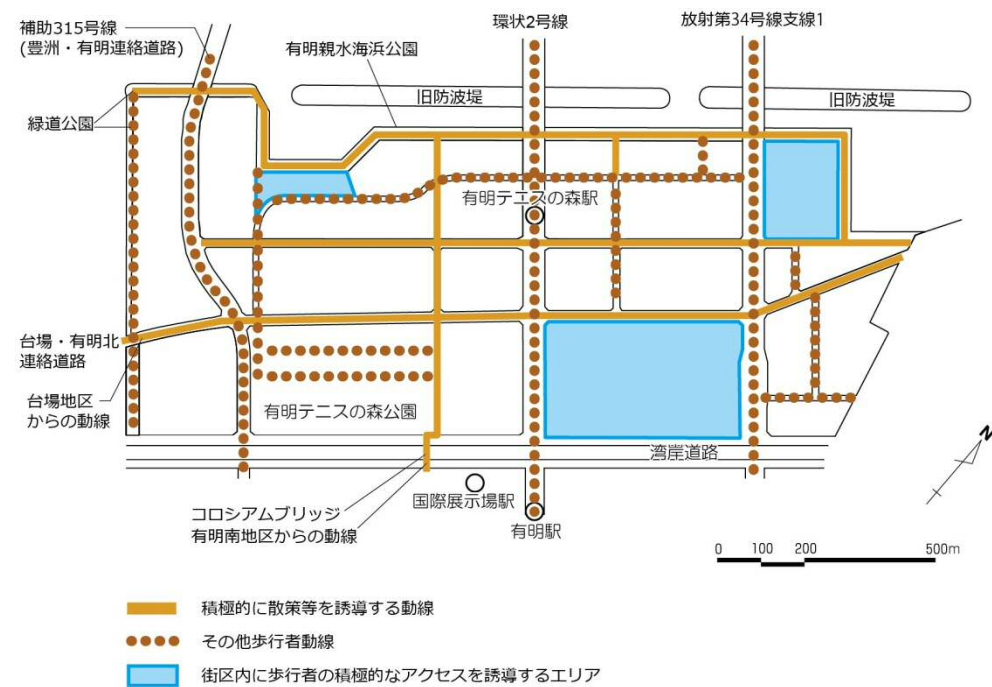 補助315号線
(豊洲・有明連絡道路)
環状2号線
放射第34号線支線1
有明親水海浜公園
旧防波堤
旧防波堤
緑道公園
有明テニスの森駅
台場・有明北
連絡道路
台場地区
からの動線
有明テニスの森公園
湾岸道路
N
コロシアムブリッジ
有明南地区からの動線
国際展示場駅
有明駅
0 100 200 500m
積極的に散策等を誘導する動線
その他歩行者動線
街区内に歩行者の積極的なアクセスを誘導するエリア